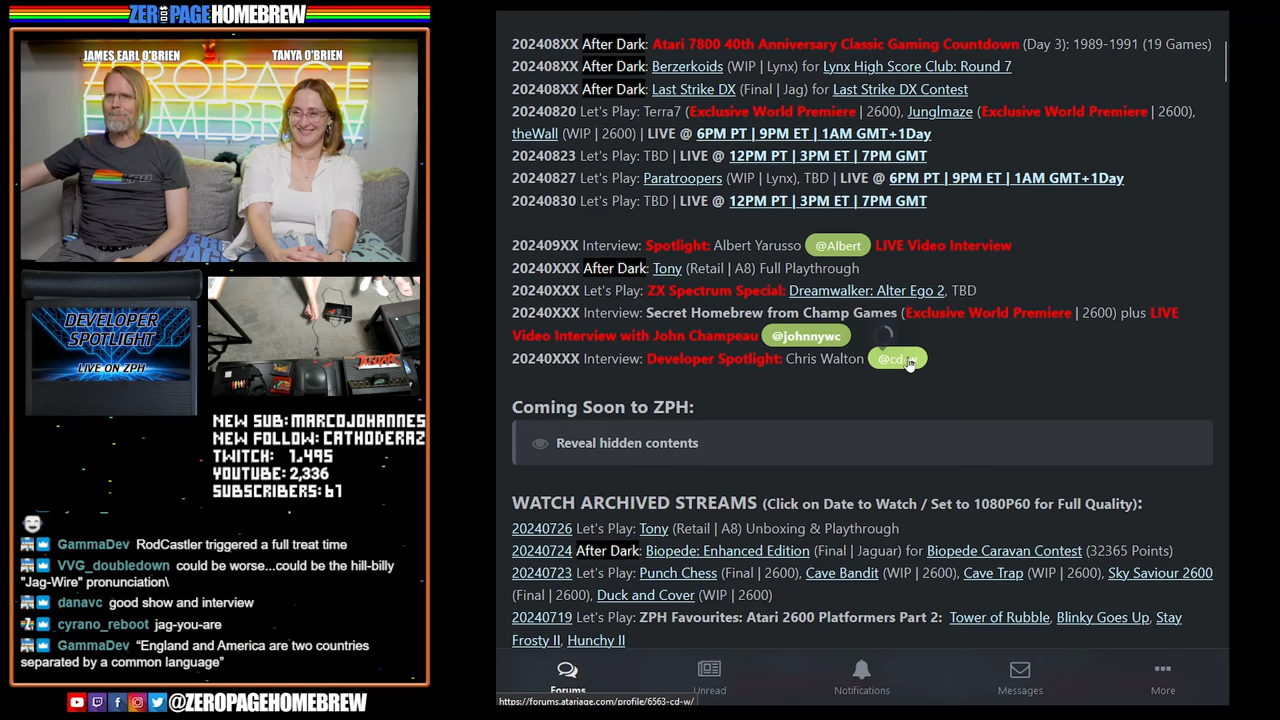 ZEROPAGEHOMEBREW
JAMES EARL O'BRIEN
TANYA O'BRIEN
ZEROPAGE
HOMEBREW
DEVELOPER
SPOTLIGHT
LIVE ON ZPH
NEW SUB: MARCOJOHANNES
NEW FOLLOW: CATHODERAZ
TWITCH: 1,495
YOUTUBE: 2,336
SUBSCRIBERS: 61
GammaDev RodCastler triggered a full treat time
VVG_doubledown could be worse...could be the hill-billy
"Jag-Wire" pronunciation\
danavc good show and interview
cyrano_reboot jag-you-are
GammaDev “England and America are two countries
separated by a common language”
@ZEROPAGEHOMEBREW
202408XX After Dark: Atari 7800 40th Anniversary Classic Gaming Countdown (Day 3): 1989-1991 (19 Games)
202408XX After Dark: Berzerkoids (WIP | Lynx) for Lynx High Score Club: Round 7
202408XX After Dark: Last Strike DX (Final | Jag) for Last Strike DX Contest
20240820 Let's Play: Terra7 (Exclusive World Premiere | 2600), Junglmaze (Exclusive World Premiere | 2600),
theWall (WIP | 2600) | LIVE @ 6PM PT | 9PM ET | 1AM GMT+1Day
20240823 Let's Play: TBD | LIVE @ 12PM PT | 3PM ET | 7PM GMT
20240827 Let's Play: Paratroopers (WIP | Lynx), TBD | LIVE @ 6PM PT | 9PM ET | 1AM GMT+1Day
20240830 Let's Play: TBD | LIVE @ 12PM PT | 3PM ET | 7PM GMT
202409XX Interview: Spotlight: Albert Yarusso @Albert LIVE Video Interview
20240XXX After Dark: Tony (Retail | A8) Full Playthrough
20240XXX Let's Play: ZX Spectrum Special: Dreamwalker: Alter Ego 2, TBD
20240XXX Interview: Secret Homebrew from Champ Games (Exclusive World Premiere | 2600) plus LIVE
Video Interview with John Champeau @johnnywc
20240XXX Interview: Developer Spotlight: Chris Walton @cd-w
Coming Soon to ZPH:
Reveal hidden contents
WATCH ARCHIVED STREAMS (Click on Date to Watch / Set to 1080P60 for Full Quality):
20240726 Let's Play: Tony (Retail | A8) Unboxing & Playthrough
20240724 After Dark: Biopede: Enhanced Edition (Final | Jaguar) for Biopede Caravan Contest (32365 Points)
20240723 Let's Play: Punch Chess (Final | 2600), Cave Bandit (WIP | 2600), Cave Trap (WIP | 2600), Sky Saviour 2600
(Final | 2600), Duck and Cover (WIP | 2600)
20240719 Let's Play: ZPH Favourites: Atari 2600 Platformers Part 2: Tower of Rubble, Blinky Goes Up, Stay
Frosty II, Hunchy II
Forums
Unread
Notifications
Messages
More
https://forums.atariage.com/profile/6563-cd-w/